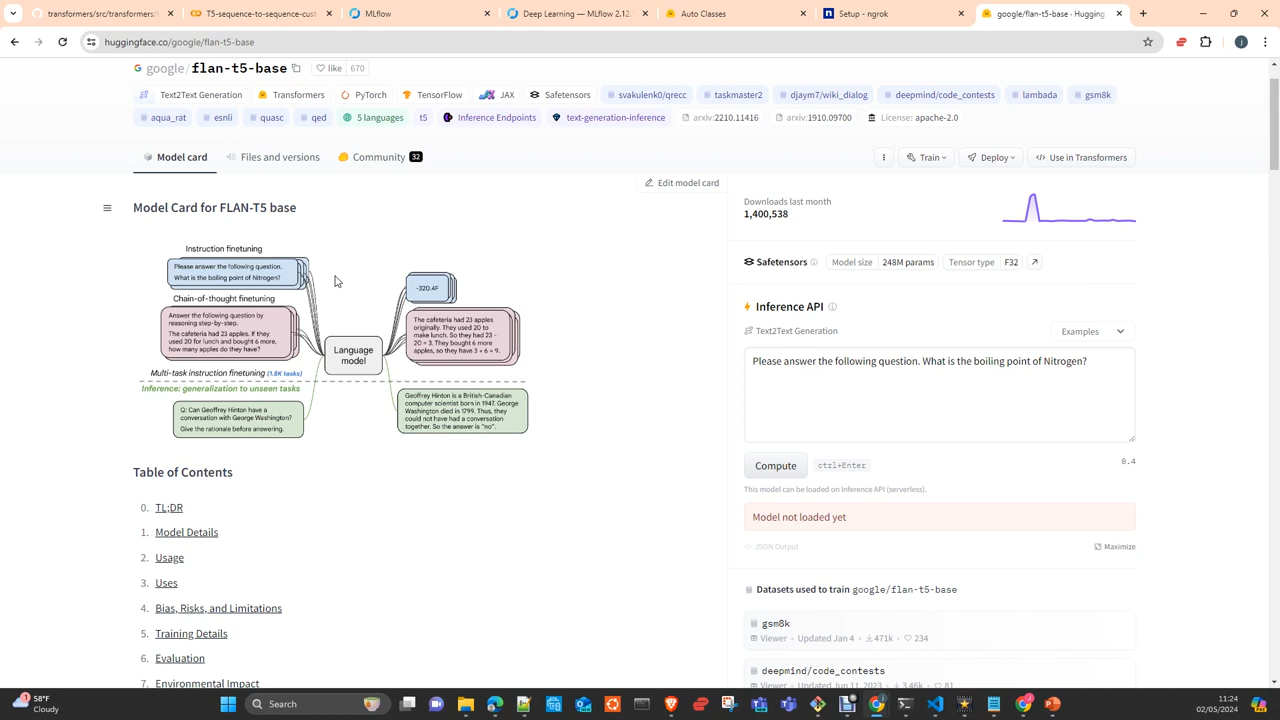 transformers/src/transformers/
T5-sequence-to-sequence-cust
MLflow
Deep Learning — MLflow 2.12.
Auto Classes
Setup - ngrok
google/flan-t5-base · Hugging
huggingface.co/google/flan-t5-base
google/flan-t5-base
like 670
Text2Text Generation Transformers PyTorch TensorFlow JAX Safetensors svakulenk0/qrecc taskmaster2 djaym7/wiki_dialog deepmind/code_contests lambada gsm8k
aqua_rat esnli quasc qed 5 languages t5 Inference Endpoints text-generation-inference arxiv:2210.11416 arxiv:1910.09700 License: apache-2.0
Model card Files and versions Community 32
Train Deploy </> Use in Transformers
Edit model card
Model Card for FLAN-T5 base
Instruction finetuning
Please answer the following question.
What is the boiling point of Nitrogen?
-320.4F
Chain-of-thought finetuning
Answer the following question by
reasoning step-by-step.
The cafeteria had 23 apples. If they
used 20 for lunch and bought 6 more,
how many apples do they have?
Language
model
The cafeteria had 23 apples
originally. They used 20 to
make lunch. So they had 23 -
20 = 3. They bought 6 more
apples, so they have 3 + 6 = 9.
Multi-task instruction finetuning (1.8K tasks)
Inference: generalization to unseen tasks
Q: Can Geoffrey Hinton have a
conversation with George Washington?
Give the rationale before answering.
Geoffrey Hinton is a British-Canadian
computer scientist born in 1947. George
Washington died in 1799. Thus, they
could not have had a conversation
together. So the answer is "no".
Table of Contents
0. TL;DR
1. Model Details
2. Usage
3. Uses
4. Bias, Risks, and Limitations
5. Training Details
6. Evaluation
7. Environmental Impact
Downloads last month
1,400,538
Safetensors Model size 248M params Tensor type F32
Inference API
Text2Text Generation Examples
Please answer the following question. What is the boiling point of Nitrogen?
Compute ctrl+Enter 0.4
This model can be loaded on Inference API (serverless).
Model not loaded yet
</> JSON Output Maximize
Datasets used to train google/flan-t5-base
gsm8k
Viewer • Updated Jan 4 • 471k • 234
deepmind/code_contests
Viewer • Updated Jun 11, 2023 • 3.46k • 81
58°F
Cloudy
Search
11:24
02/05/2024